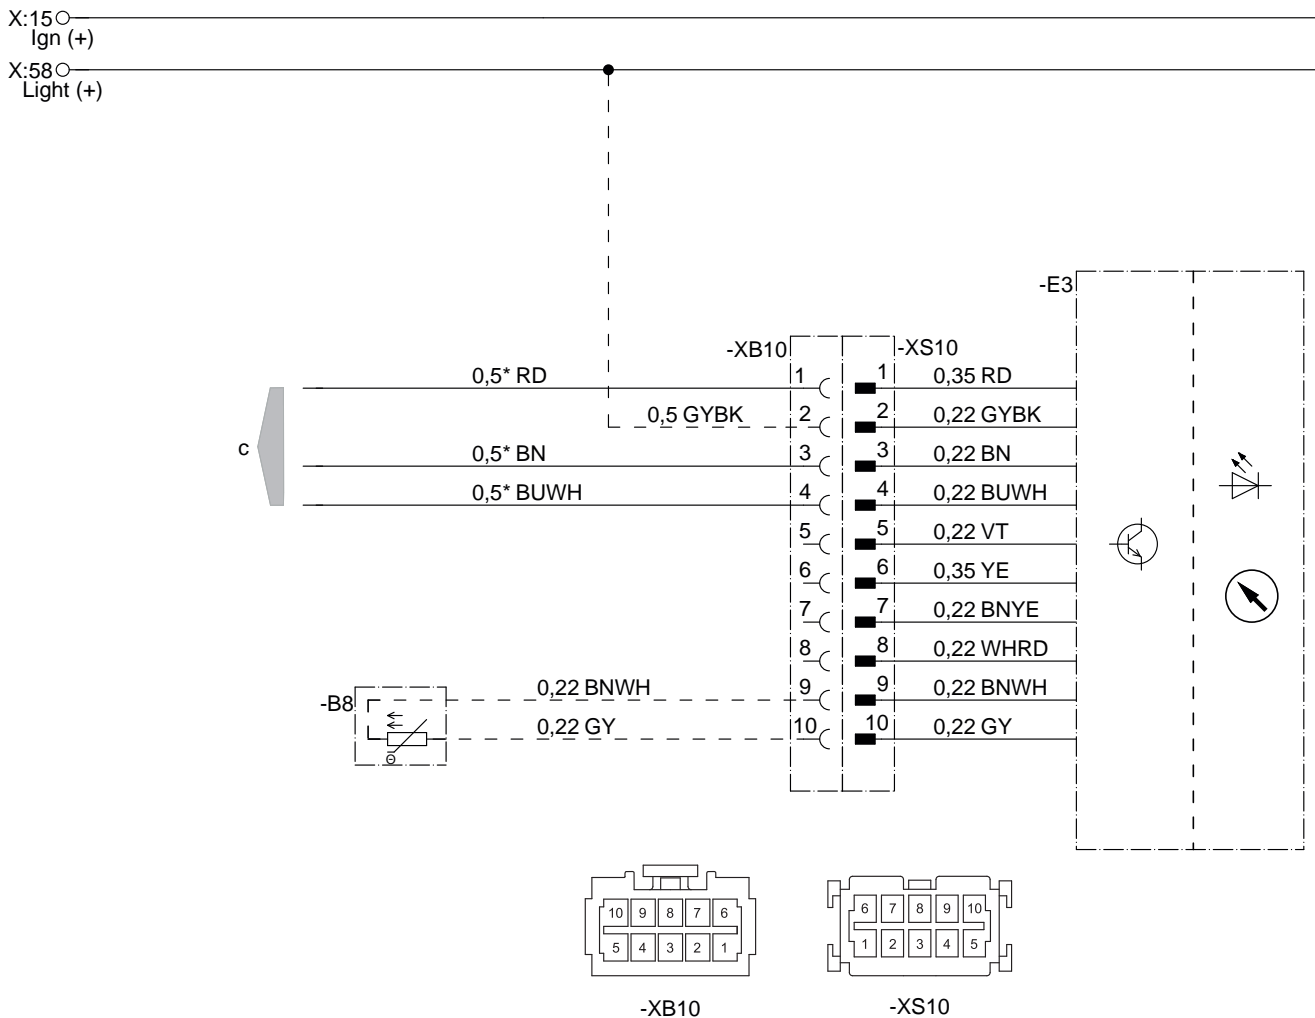 X:15
Ign (+)
X:58
Light (+)
-E3
-XB10
-XS10
0,5* RD
1
1
0,35 RD
0,5 GYBK
2
2
0,22 GYBK
c
0,5* BN
3
3
0,22 BN
0,5* BUWH
4
4
0,22 BUWH
5
5
0,22 VT
6
6
0,35 YE
7
7
0,22 BNYE
8
8
0,22 WHRD
-B8
0,22 BNWH
9
9
0,22 BNWH
0,22 GY
10
10
0,22 GY
Θ
10 9 8 7 6
5 4 3 2 1
6 7 8 9 10
1 2 3 4 5
-XB10
-XS10